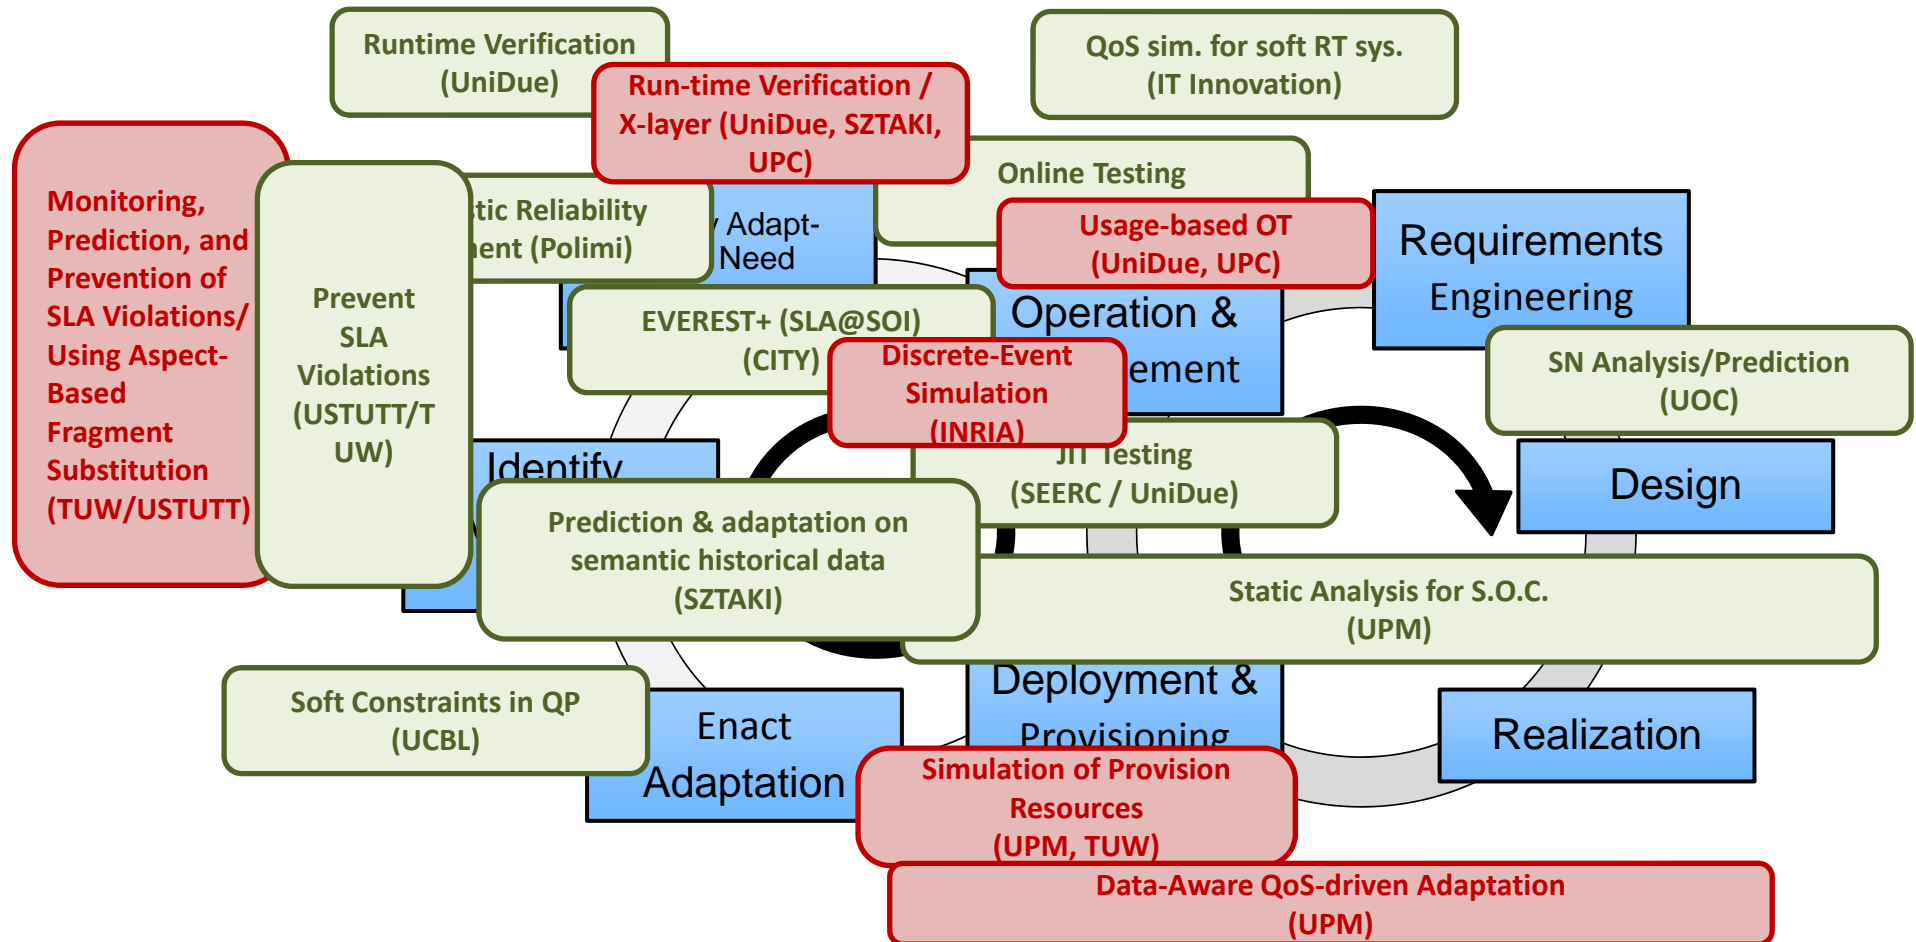 Runtime Verification
(UniDue)
QoS sim. for soft RT sys.
(IT Innovation)
Run-time Verification /
X-layer (UniDue, SZTAKI,
UPC)
Online Testing
Monitoring,
Prediction, and
Prevention of
SLA Violations/
Using Aspect-
Based
Fragment
Substitution
(TUW/USTUTT)
Prevent
SLA
Violations
(USTUTT/T
UW)
Reliability
(Polimi)
Adapt-
Need
Usage-based OT
(UniDue, UPC)
Requirements
Engineering
EVEREST+ (SLA@SOI)
(CITY)
Operation &
Discrete-Event
Simulation
(INRIA)
SN Analysis/Prediction
(UOC)
Identify
JIT Testing
(SEERC / UniDue)
Design
Prediction & adaptation on
semantic historical data
(SZTAKI)
Static Analysis for S.O.C.
(UPM)
Soft Constraints in QP
(UCBL)
Enact
Adaptation
Deployment &
Provisioning
Realization
Simulation of Provision
Resources
(UPM, TUW)
Data-Aware QoS-driven Adaptation
(UPM)